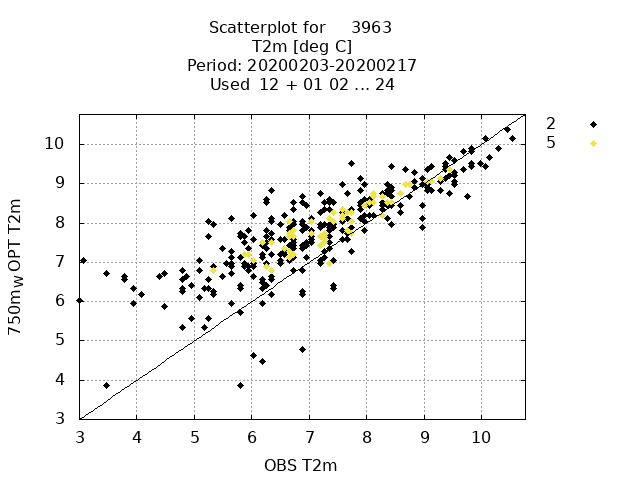 Scatterplot for 3963
T2m [deg C]
Period: 20200203-20200217
Used 12 + 01 02 ... 24
2
5
10
9
8
7
6
5
4
3
750mw OPT T2m
3 4 5 6 7 8 9 10
OBS T2m